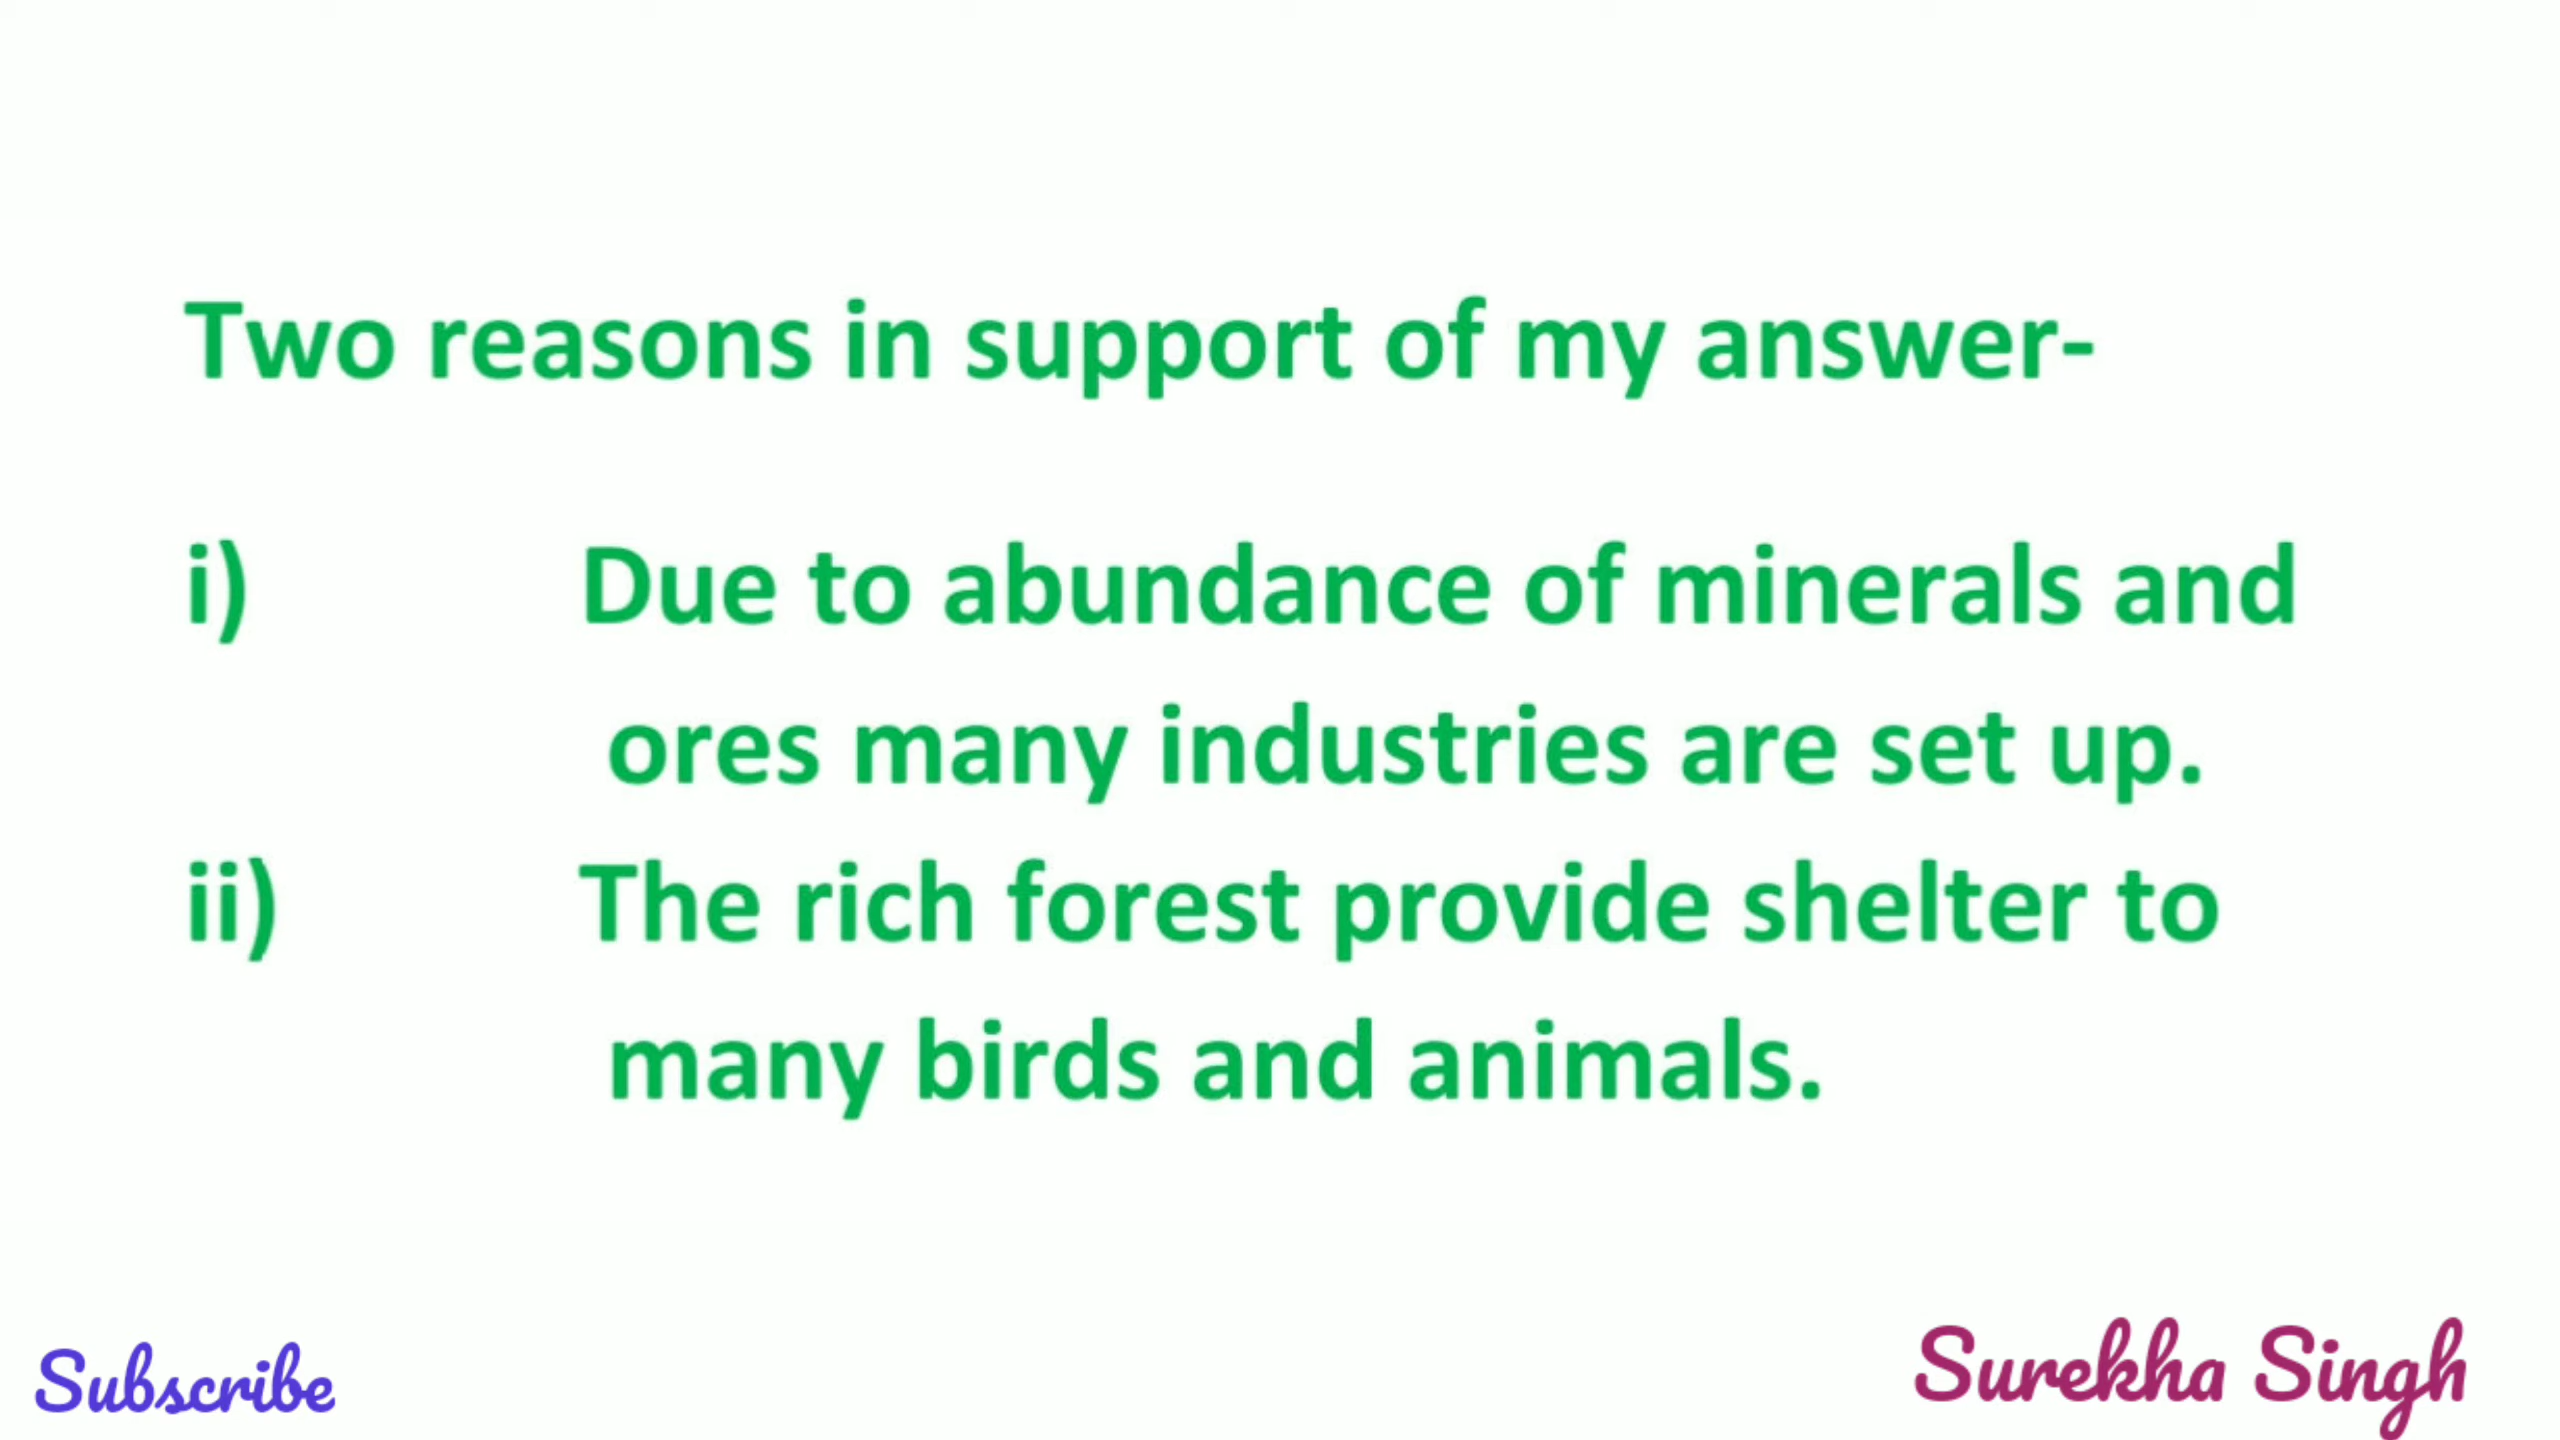 Two reasons in support of my answer-
i) Due to abundance of minerals and
ores many industries are set up.
ii) The rich forest provide shelter to
many birds and animals.
Subscribe
Surekha Singh